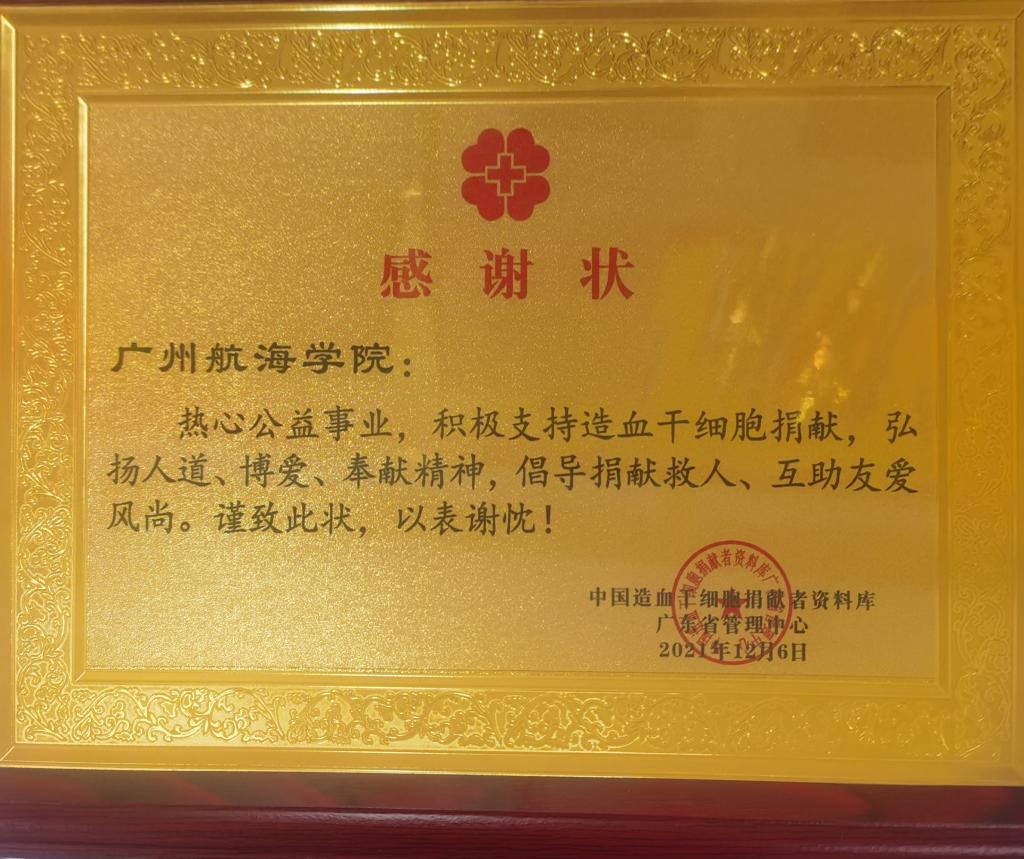 感谢状
广州航海学院：
热心公益事业，积极支持造血干细胞捐献，弘
扬人道、博爱、奉献精神，倡导捐献救人、互助友爱
风尚。谨致此状，以表谢忱！
中国造血干细胞捐献者资料库
广东省管理中心
2021年12月6日